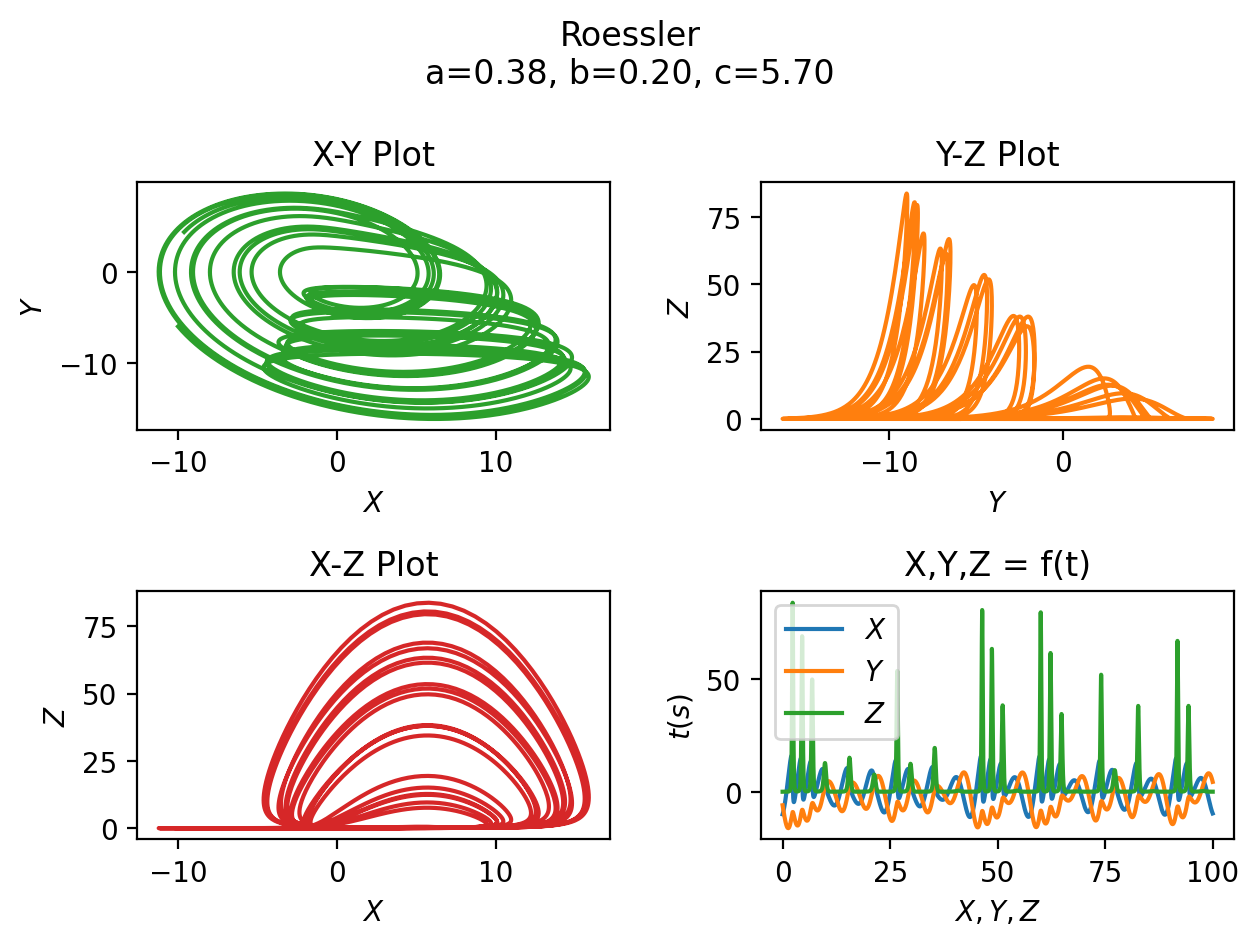 Roessler
a=0.38, b=0.20, c=5.70
X-Y Plot
Y
0
−10
−10 0 10
X
Y-Z Plot
Z
75
50
25
0
−10 0
Y
X-Z Plot
Z
75
50
25
0
−10 0 10
X
X,Y,Z = f(t)
t(s)
50
0
X
Y
Z
0 25 50 75 100
X, Y, Z